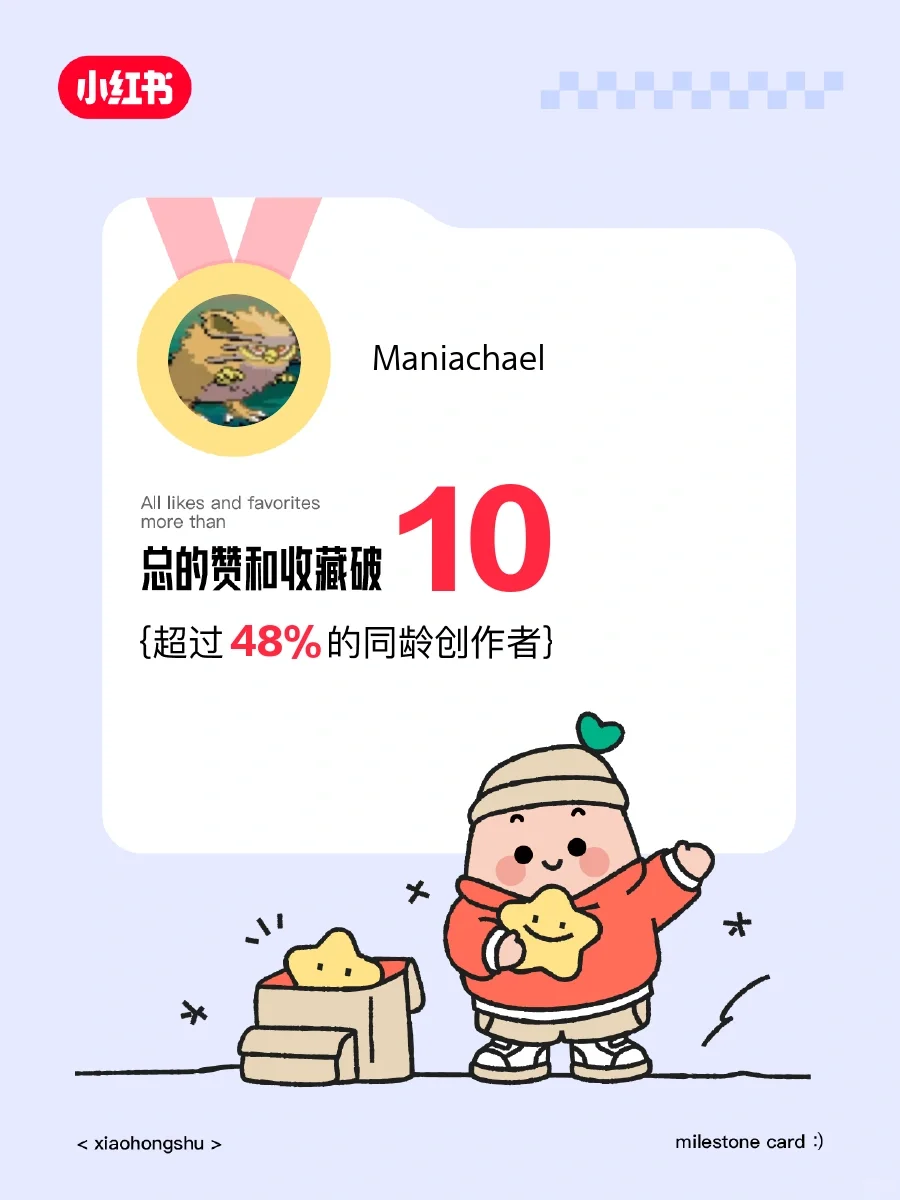 小红书
Maniachael
All likes and favorites
more than
总的赞和收藏破 10
{超过 48% 的同龄创作者}
< xiaohongshu >
milestone card :)